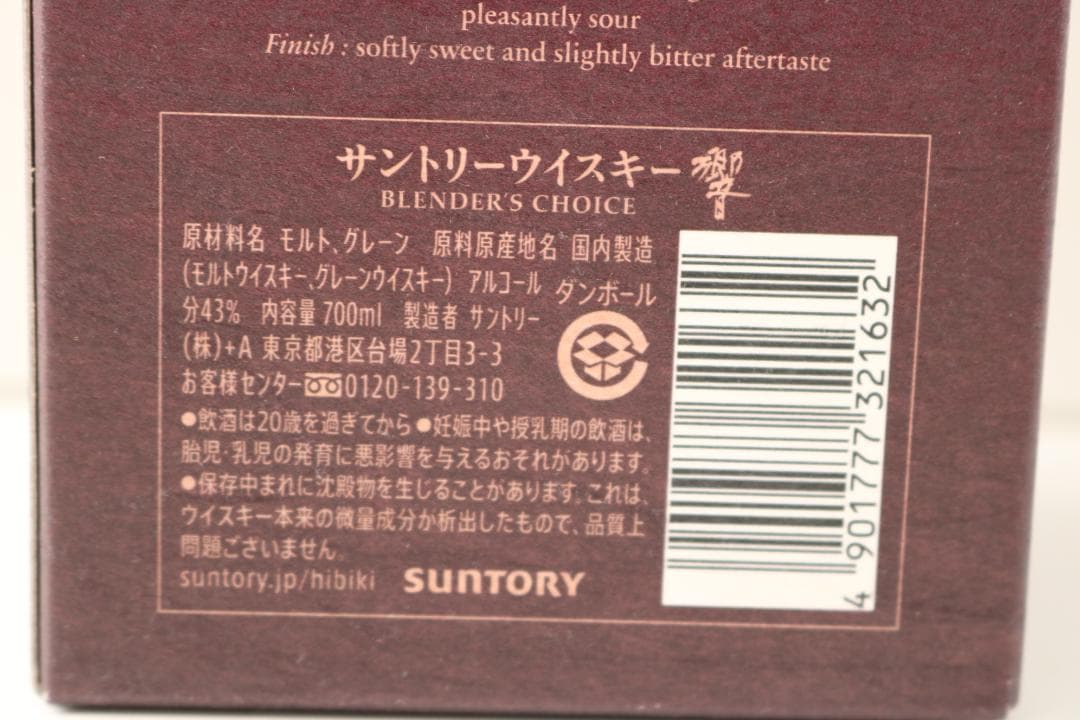 pleasantly sour
Finish : softly sweet and slightly bitter aftertaste
サントリーウイスキー 響
BLENDER'S CHOICE
原材料名 モルト、グレーン 原料原産地名 国内製造
(モルトウイスキー、グレーンウイスキー) アルコール
分43% 内容量 700ml 製造者 サントリー
(株)+A 東京都港区台場2丁目3-3
お客様センター 0120-139-310
ダンボール
●飲酒は20歳を過ぎてから ●妊娠中や授乳期の飲酒は、
胎児・乳児の発育に悪影響を与えるおそれがあります。
●保存中まれに沈殿物を生じることがあります。これは、
ウイスキー本来の微量成分が析出したもので、品質上
問題ございません。
suntory.jp/hibiki SUNTORY
4 901777 321632